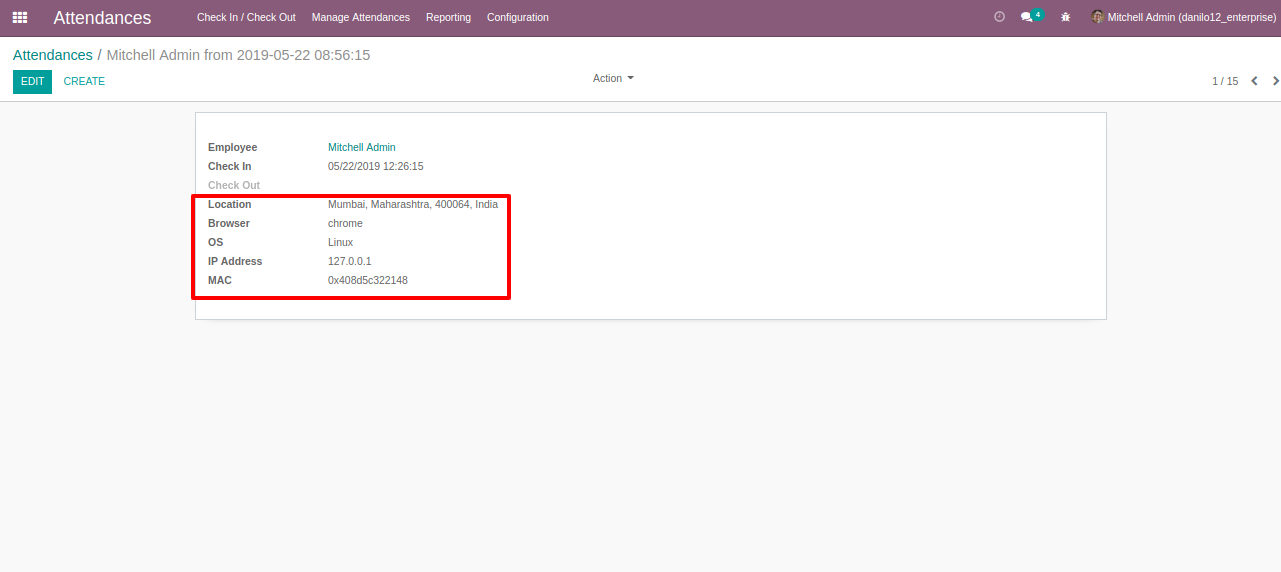 Attendances Check In / Check Out Manage Attendances Reporting Configuration 4 Mitchell Admin (danilo12_enterprise)
Attendances / Mitchell Admin from 2019-05-22 08:56:15
EDIT CREATE Action 1 / 15
Employee Mitchell Admin
Check In 05/22/2019 12:26:15
Check Out
Location Mumbai, Maharashtra, 400064, India
Browser chrome
OS Linux
IP Address 127.0.0.1
MAC 0x408d5c322148